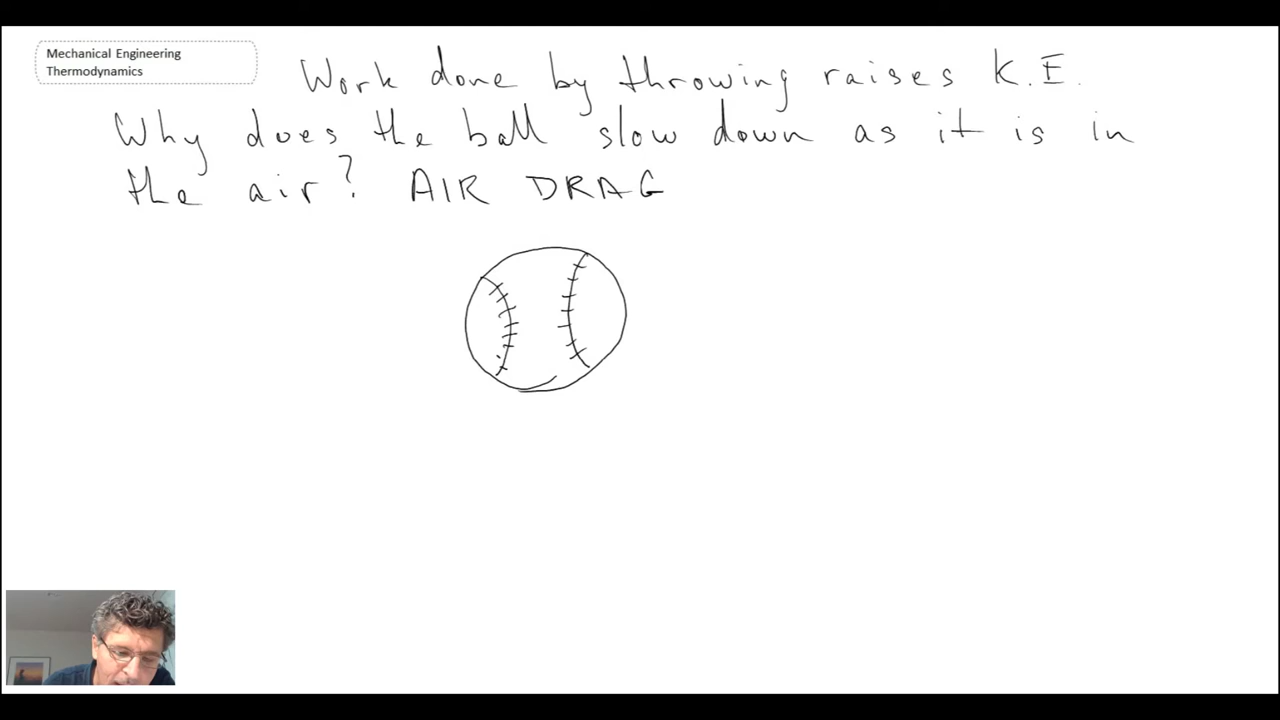 Mechanical Engineering
Thermodynamics
Work done by throwing raises K.E.
Why does the ball slow down as it is in
the air? AIR DRAG